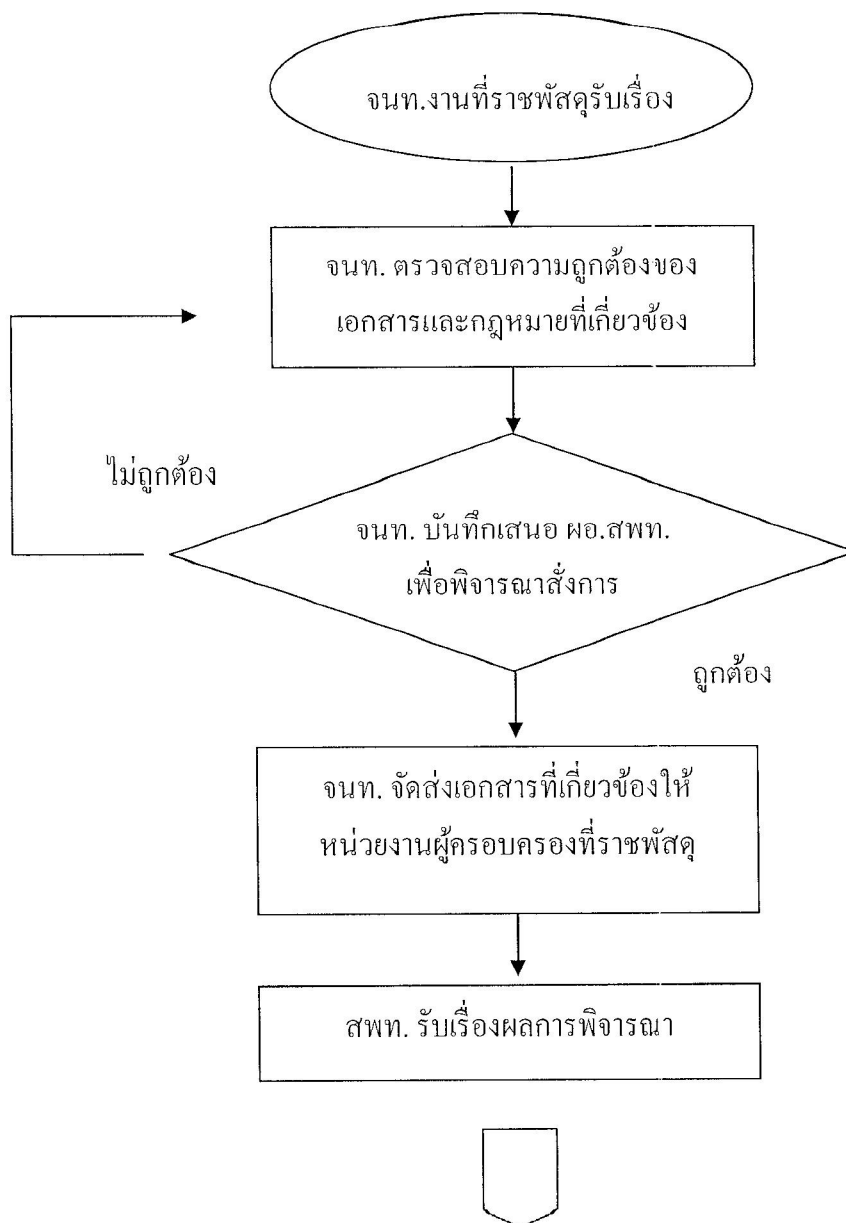 จนท.งานที่ราชพัสดุรับเรื่อง
จนท. ตรวจสอบความถูกต้องของ
เอกสารและกฎหมายที่เกี่ยวข้อง
ไม่ถูกต้อง
จนท. บันทึกเสนอ ผอ.สพท.
เพื่อพิจารณาสั่งการ
ถูกต้อง
จนท. จัดส่งเอกสารที่เกี่ยวข้องให้
หน่วยงานผู้ครอบครองที่ราชพัสดุ
สพท. รับเรื่องผลการพิจารณา